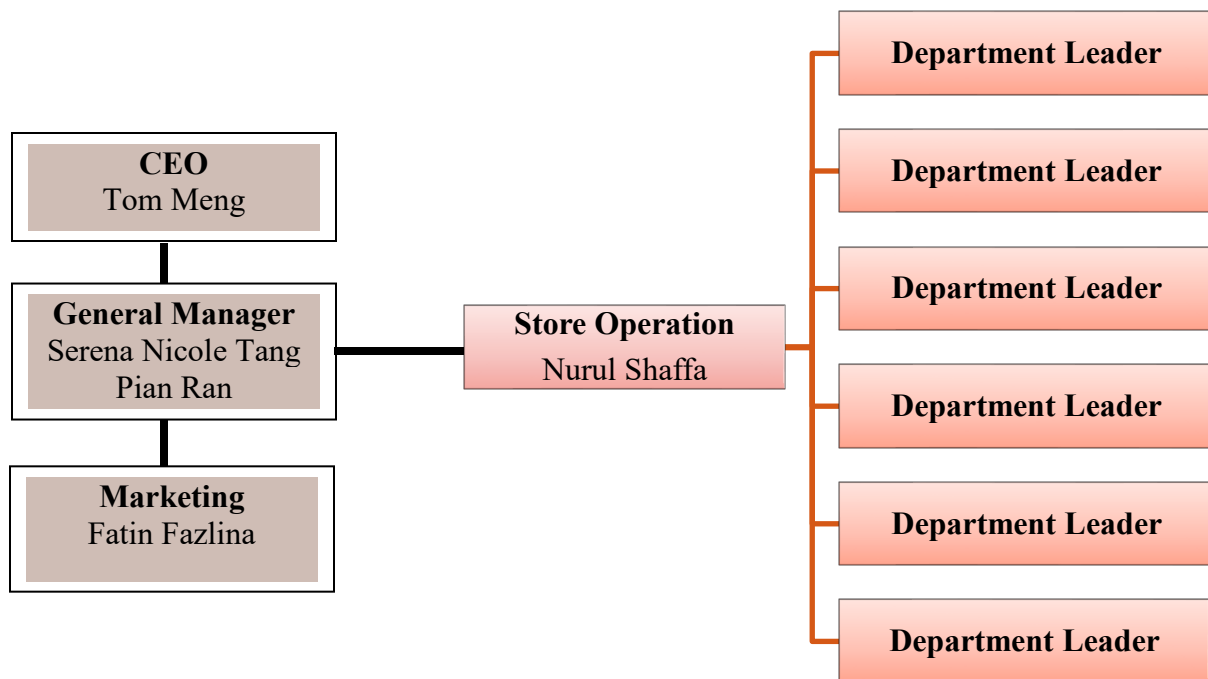 CEO
Tom Meng
General Manager
Serena Nicole Tang
Pian Ran
Marketing
Fatin Fazlina
Store Operation
Nurul Shaffa
Department Leader
Department Leader
Department Leader
Department Leader
Department Leader
Department Leader